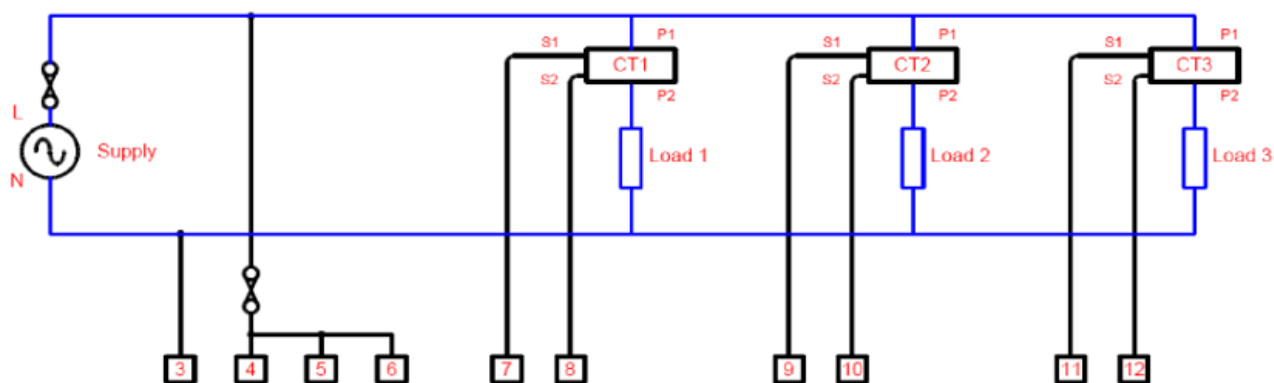 P1 P1 P1
S1 S1 S1
CT1 CT2 CT3
S2 S2 S2
P2 P2 P2
L
Supply Load 1 Load 2 Load 3
N
3 4 5 6 7 8 9 10 11 12